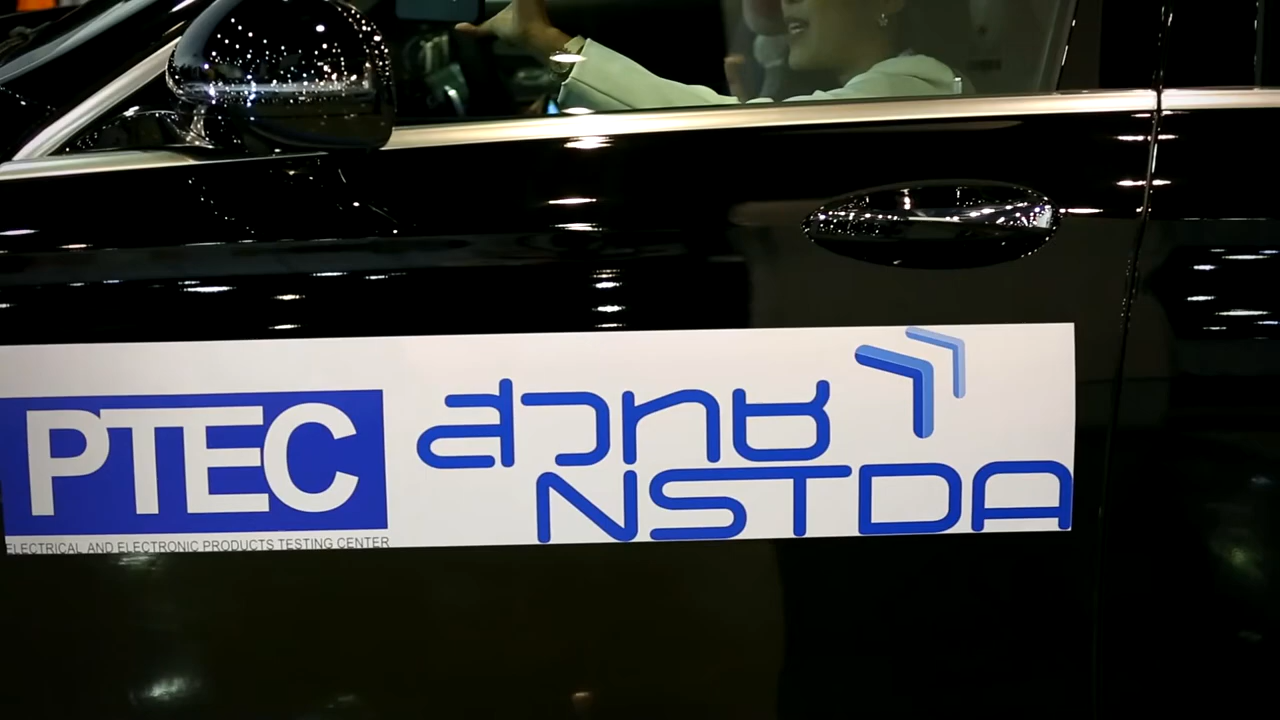 PTEC
ELECTRICAL AND ELECTRONIC PRODUCTS TESTING CENTER
สวทช
NSTDA